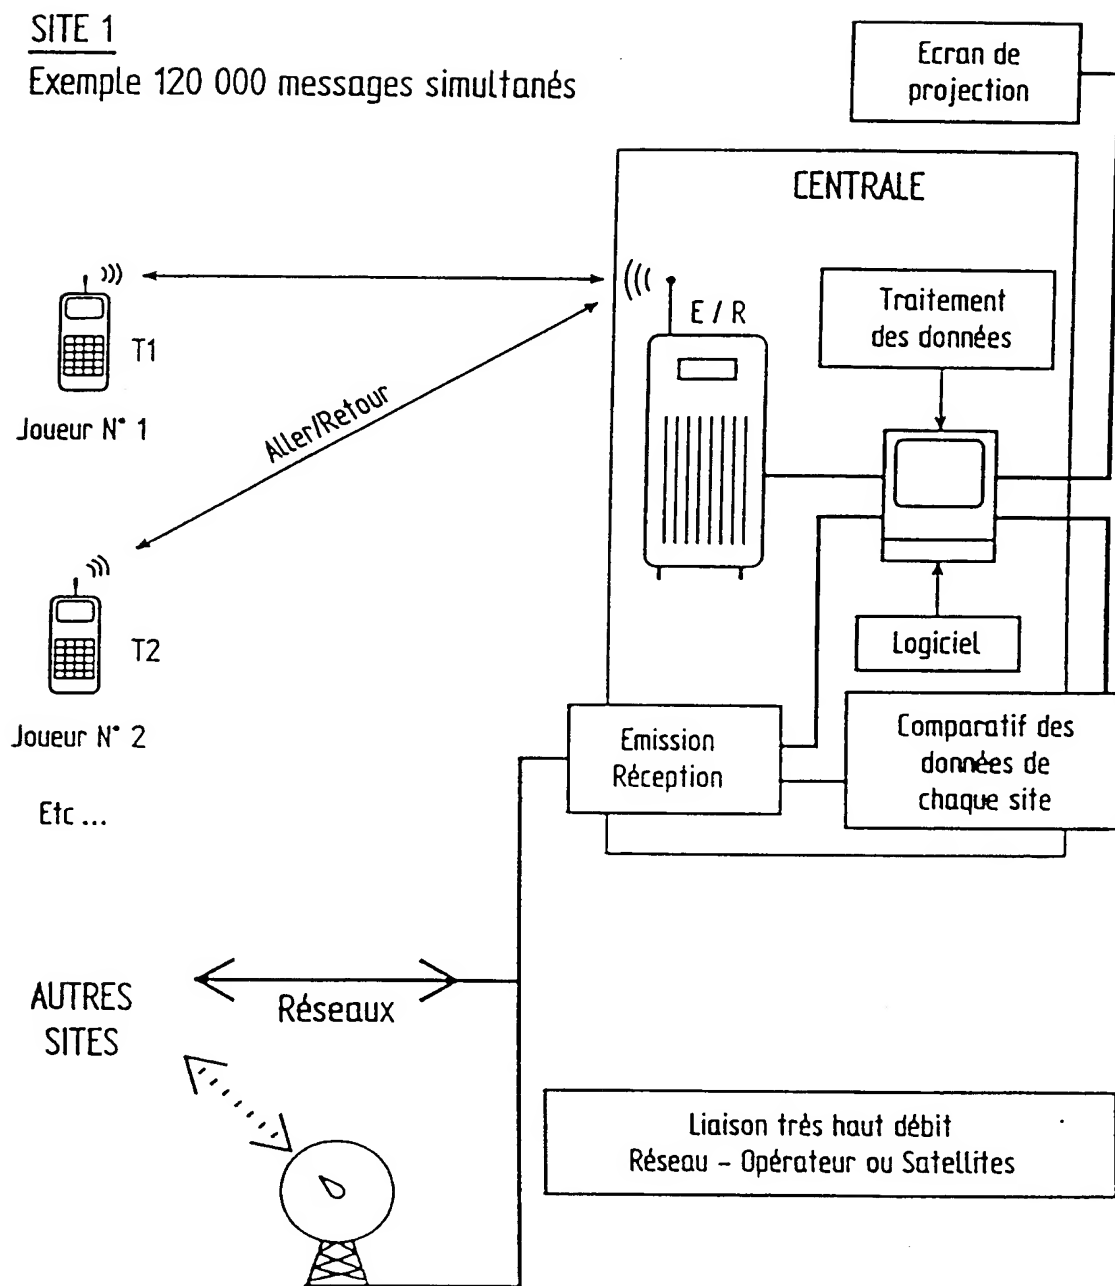 SITE 1
Exemple 120 000 messages simultanés
Ecran de
projection
CENTRALE
E / R
Traitement
des données
T1
Joueur N° 1
Aller/Retour
T2
Joueur N° 2
Etc ...
Logiciel
Emission
Réception
Comparatif des
données de
chaque site
AUTRES
SITES
Réseaux
Liaison très haut débit
Réseau - Opérateur ou Satellites